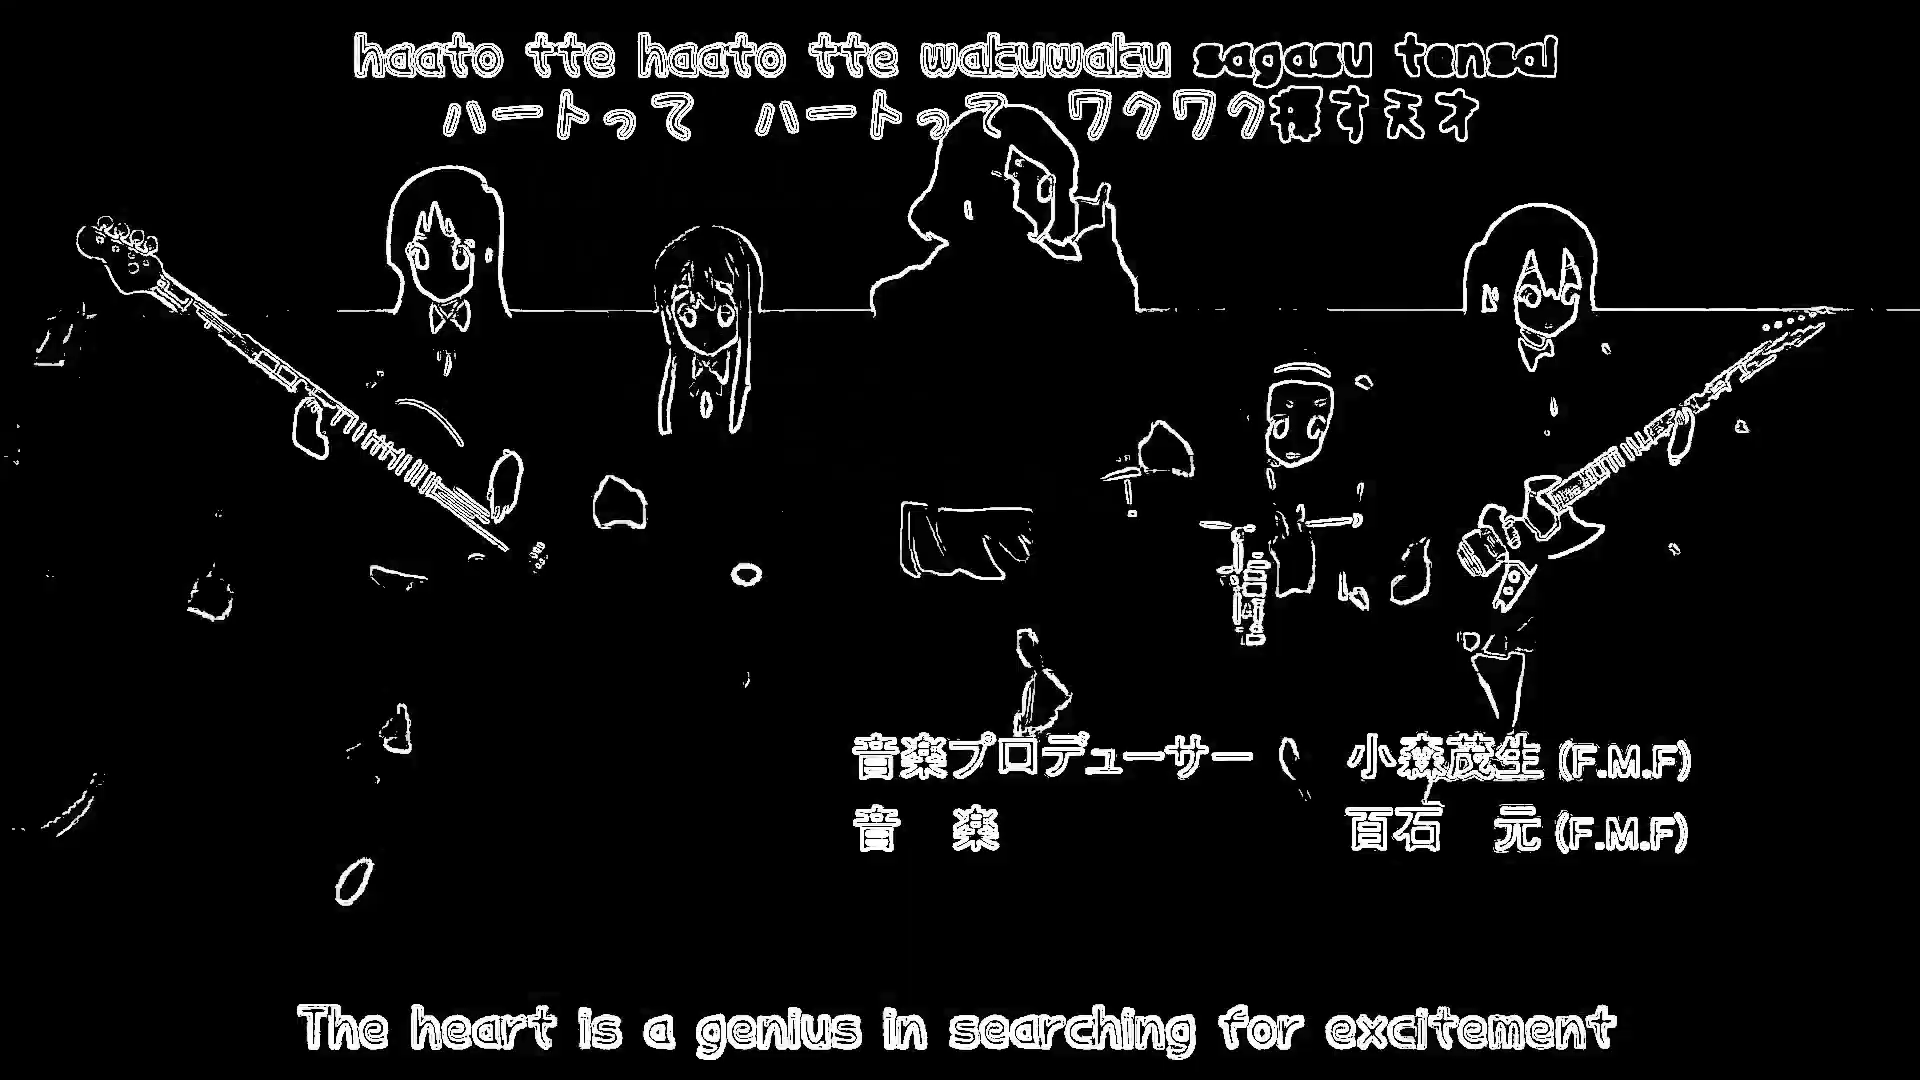 haato tte haato tte wakuwaku sagasu tensai
ハートって　ハートって　ワクワク探す天才
音楽プロデューサー　小森茂生 (F.M.F)
音　楽　百石　元 (F.M.F)
The heart is a genius in searching for excitement